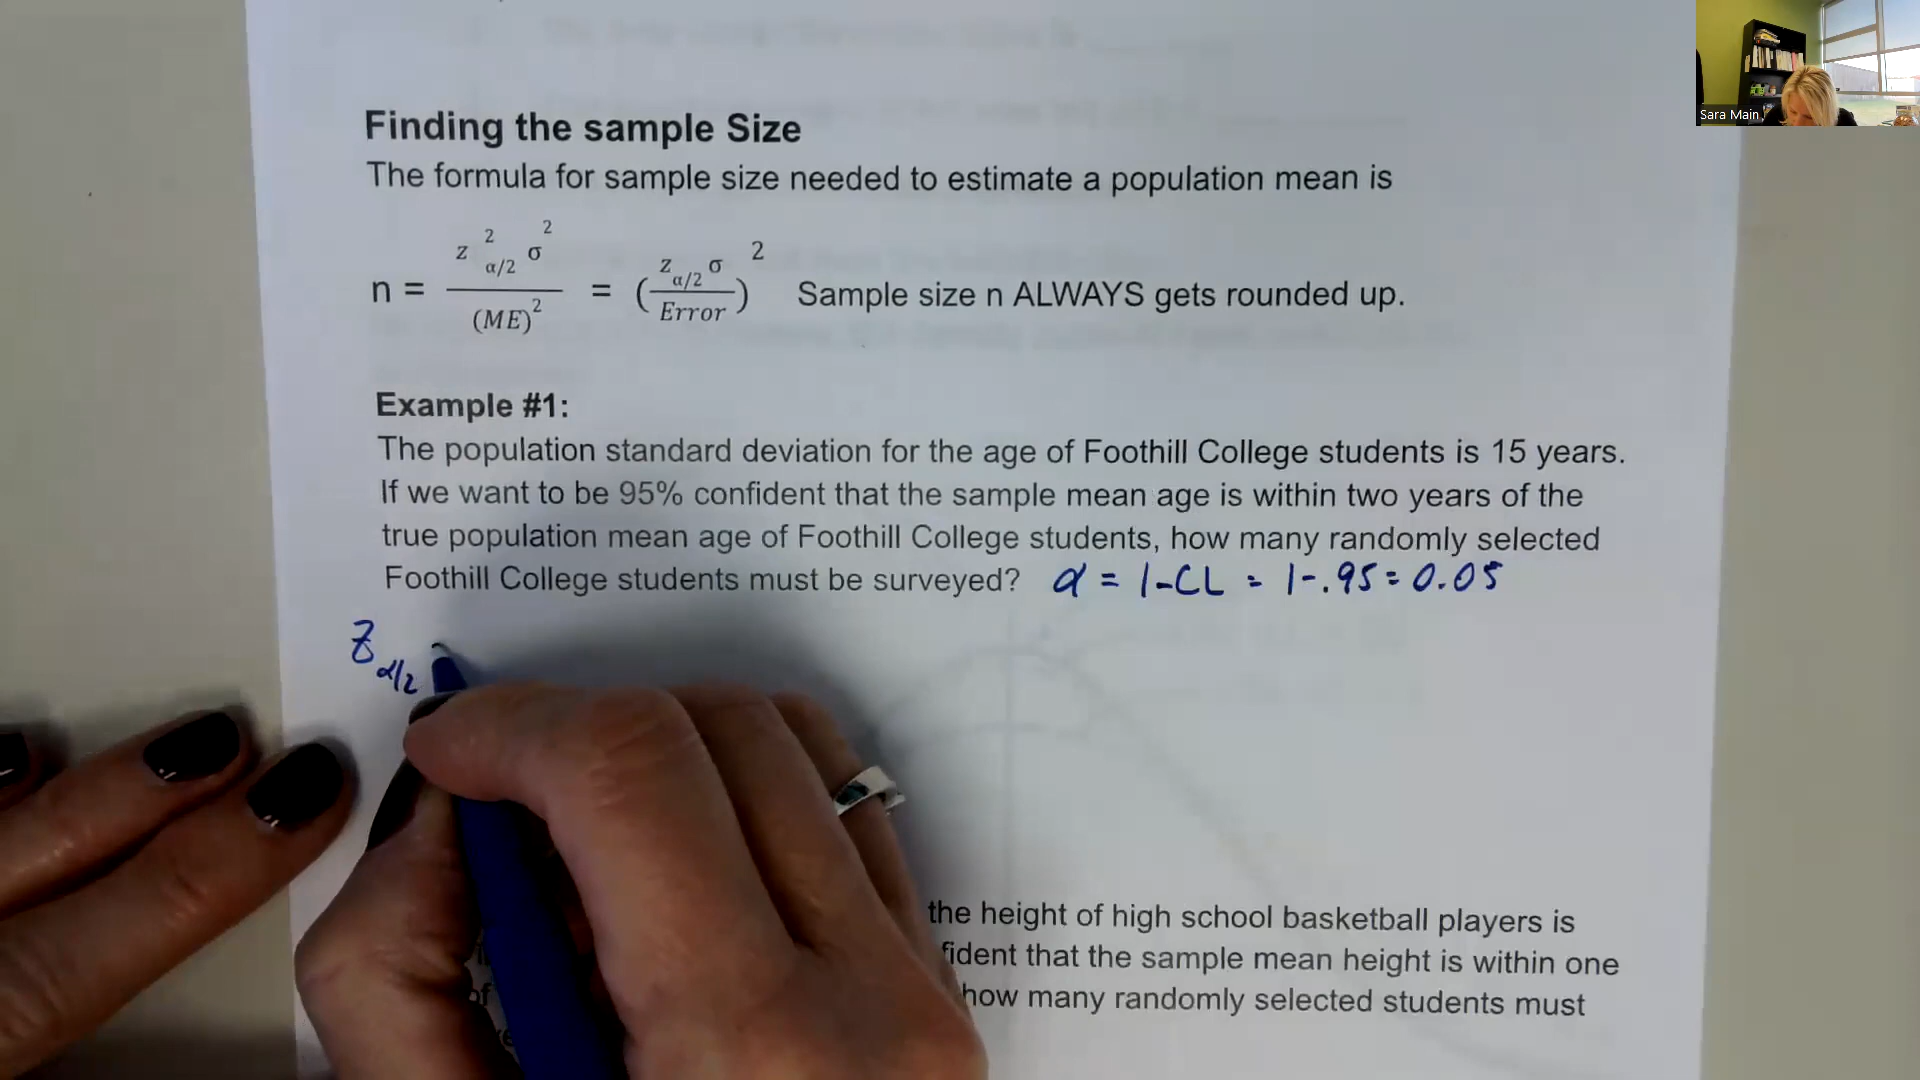 Sara Main
Finding the sample Size
The formula for sample size needed to estimate a population mean is
n = z α/2 ² σ ² / (ME)² = (z α/2 σ / Error) ² Sample size n ALWAYS gets rounded up.
Example #1:
The population standard deviation for the age of Foothill College students is 15 years.
If we want to be 95% confident that the sample mean age is within two years of the
true population mean age of Foothill College students, how many randomly selected
Foothill College students must be surveyed? α = 1-CL = 1-.95 = 0.05
Z α/2
the height of high school basketball players is
fident that the sample mean height is within one
how many randomly selected students must